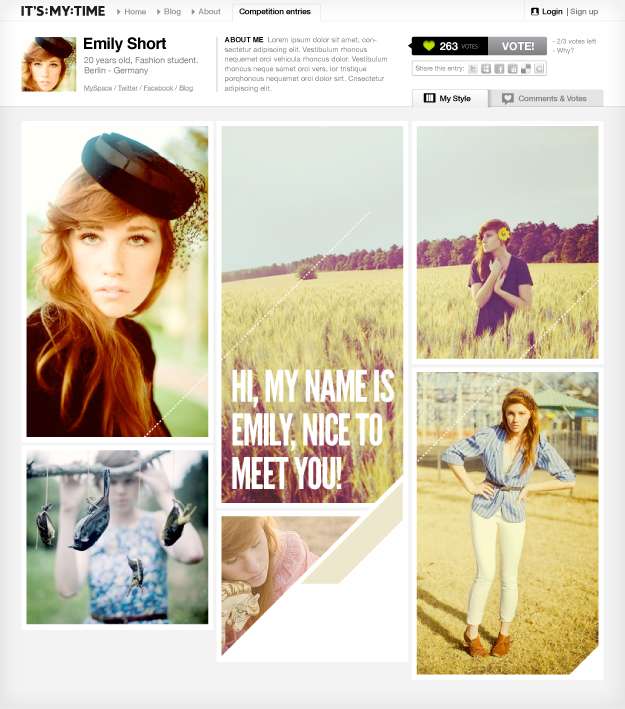 IT'S:MY:TIME Home Blog About Competition entries Login | Sign up
Emily Short
20 years old, Fashion student.
Berlin - Germany
MySpace / Twitter / Facebook / Blog
ABOUT ME Lorem ipsum dolor sit amet, con-
sectetur adipiscing elit. Vestibulum rhoncus
nequemet orci vehicula rhoncus dolor. Vestibulum
rhoncus neque samet orci vers, lor tristique
porqhoncus nequemet orci dolor sirt. Cnsectetur
adipiscing elit.
263 VOTES VOTE!
- 2/3 votes left
- Why?
Share this entry:
My Style Comments & Votes
HI, MY NAME IS
EMILY, NICE TO
MEET YOU!